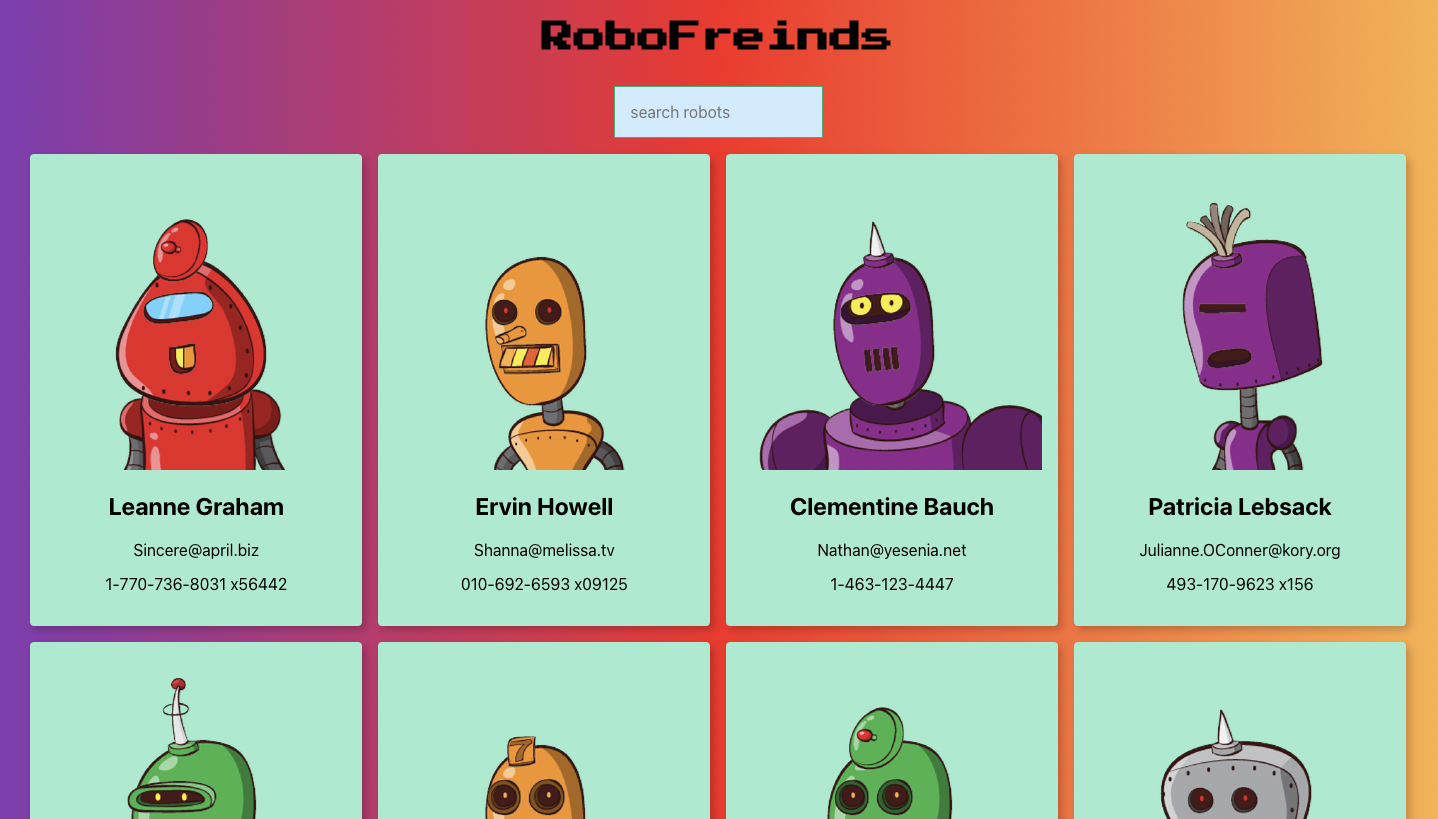 RoboFreinds
search robots
Leanne Graham
Sincere@april.biz
1-770-736-8031 x56442
Ervin Howell
Shanna@melissa.tv
010-692-6593 x09125
Clementine Bauch
Nathan@yesenia.net
1-463-123-4447
Patricia Lebsack
Julianne.OConner@kory.org
493-170-9623 x156
7